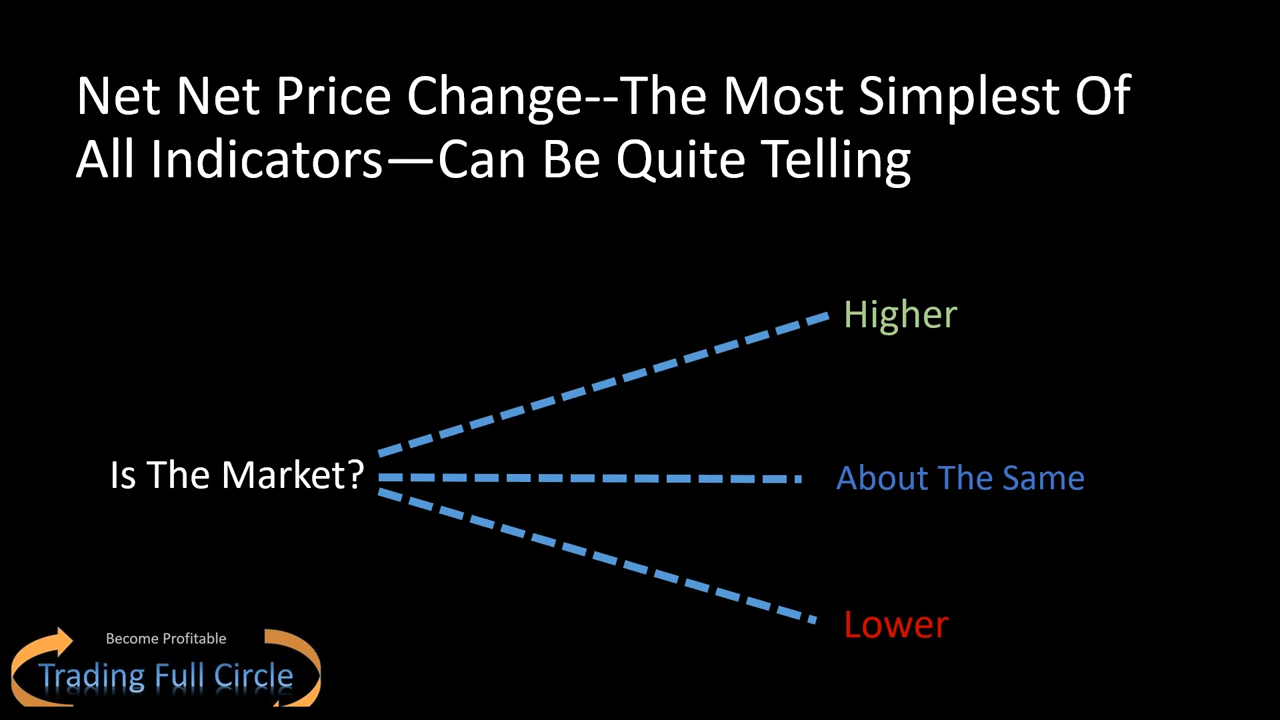 Net Net Price Change--The Most Simplest Of
All Indicators—Can Be Quite Telling
Higher
Is The Market?
About The Same
Lower
Become Profitable
Trading Full Circle